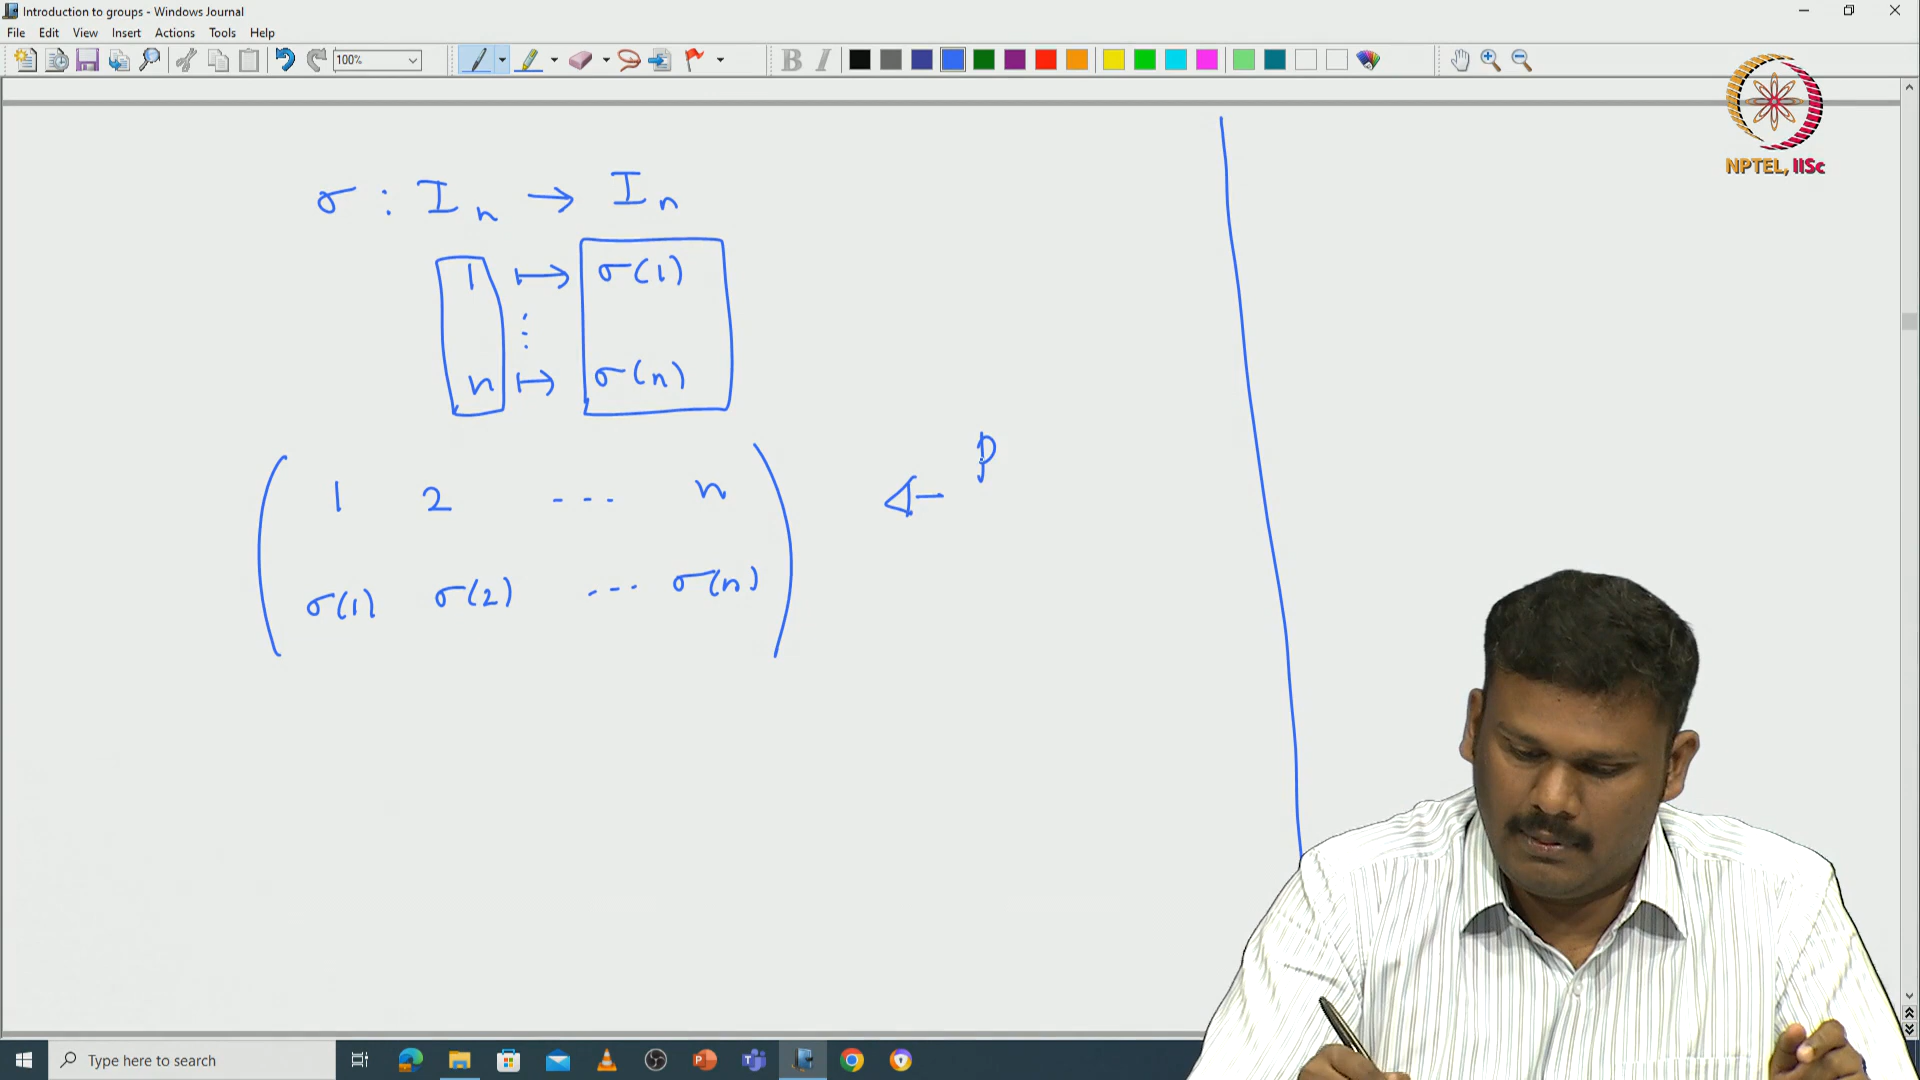 Introduction to groups - Windows Journal
File Edit View Insert Actions Tools Help
100%
B I
NPTEL, IISc
σ : I_n → I_n
1 ↦ σ(1)
⋮
n ↦ σ(n)
1 2 --- n
P
σ(1) σ(2) ... σ(n)
Type here to search